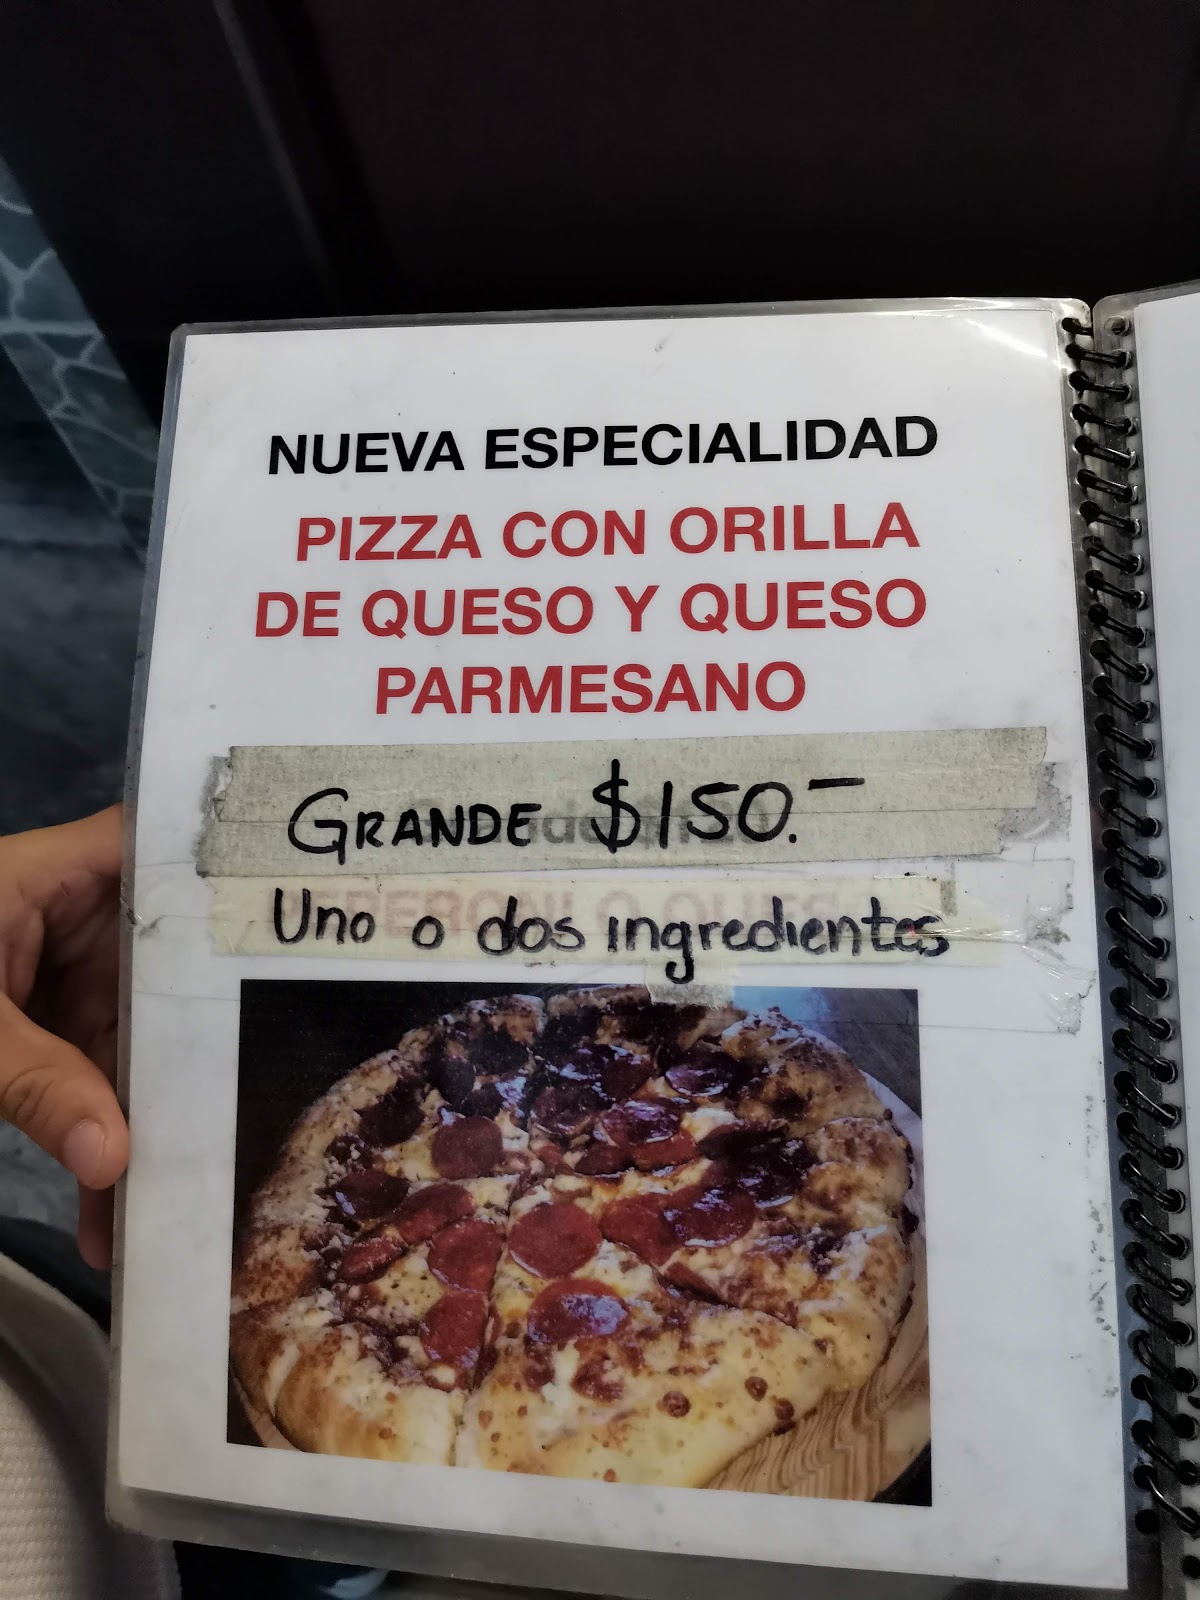 NUEVA ESPECIALIDAD
PIZZA CON ORILLA
DE QUESO Y QUESO
PARMESANO
GRANDE $150.-
Uno o dos ingredientes